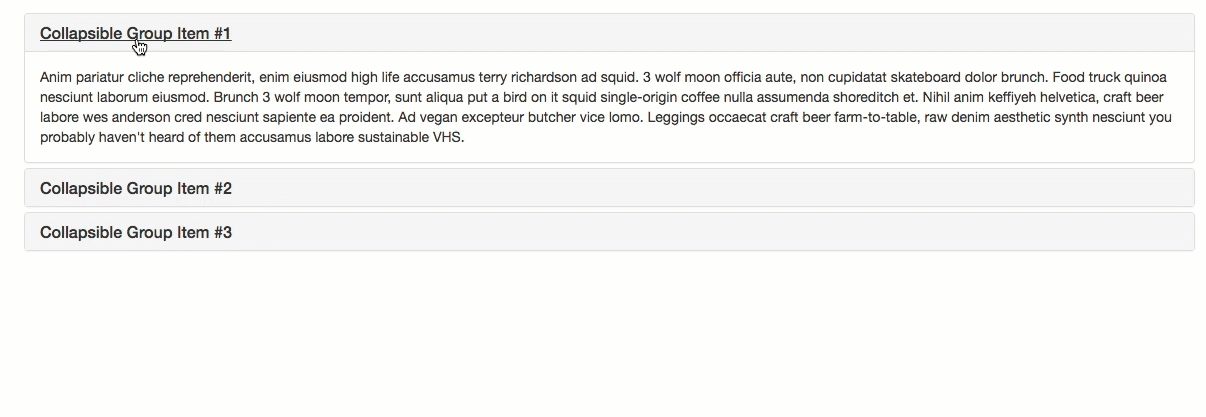 Collapsible Group Item #1
Anim pariatur cliche reprehenderit, enim eiusmod high life accusamus terry richardson ad squid. 3 wolf moon officia aute, non cupidatat skateboard dolor brunch. Food truck quinoa
nesciunt laborum eiusmod. Brunch 3 wolf moon tempor, sunt aliqua put a bird on it squid single-origin coffee nulla assumenda shoreditch et. Nihil anim keffiyeh helvetica, craft beer
labore wes anderson cred nesciunt sapiente ea proident. Ad vegan excepteur butcher vice lomo. Leggings occaecat craft beer farm-to-table, raw denim aesthetic synth nesciunt you
probably haven't heard of them accusamus labore sustainable VHS.
Collapsible Group Item #2
Collapsible Group Item #3